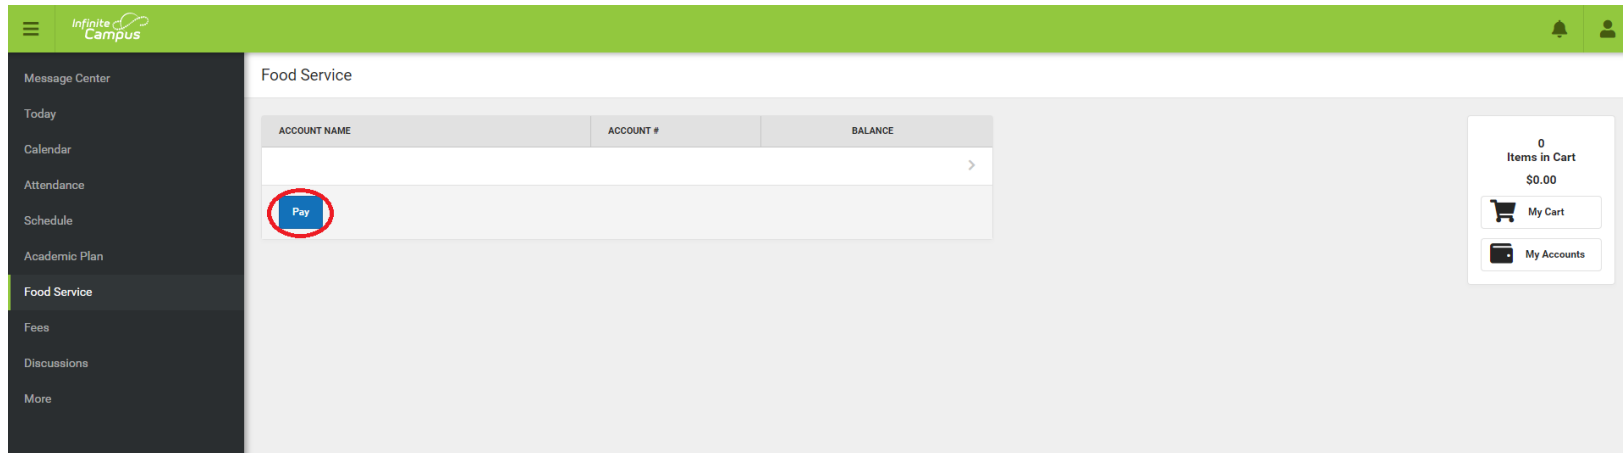 Infinite
Campus
Message Center
Today
Calendar
Attendance
Schedule
Academic Plan
Food Service
Fees
Discussions
More
Food Service
ACCOUNT NAME ACCOUNT # BALANCE
Pay
0
Items in Cart
$0.00
My Cart
My Accounts